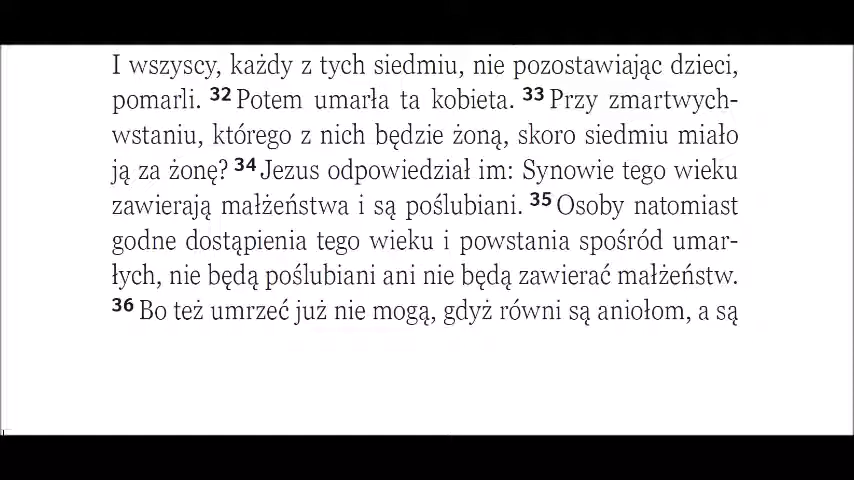 I wszyscy, każdy z tych siedmiu, nie pozostawiając dzieci,
pomarli. 32 Potem umarła ta kobieta. 33 Przy zmartwych-
wstaniu, którego z nich będzie żoną, skoro siedmiu miało
ją za żonę? 34 Jezus odpowiedział im: Synowie tego wieku
zawierają małżeństwa i są poślubiani. 35 Osoby natomiast
godne dostąpienia tego wieku i powstania spośród umar-
łych, nie będą poślubiani ani nie będą zawierać małżeństw.
36 Bo też umrzeć już nie mogą, gdyż równi są aniołom, a są